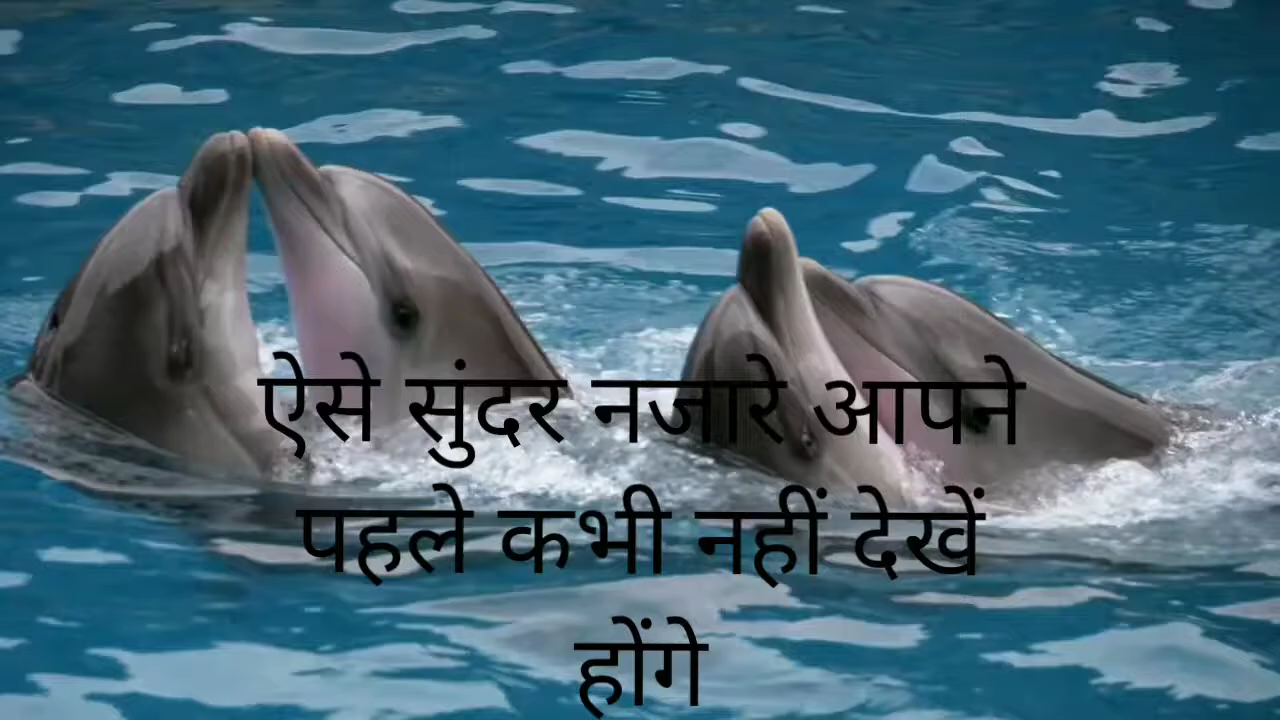 ऐसे सुंदर नजारे आपने
पहले कभी नहीं देखें
होंगे